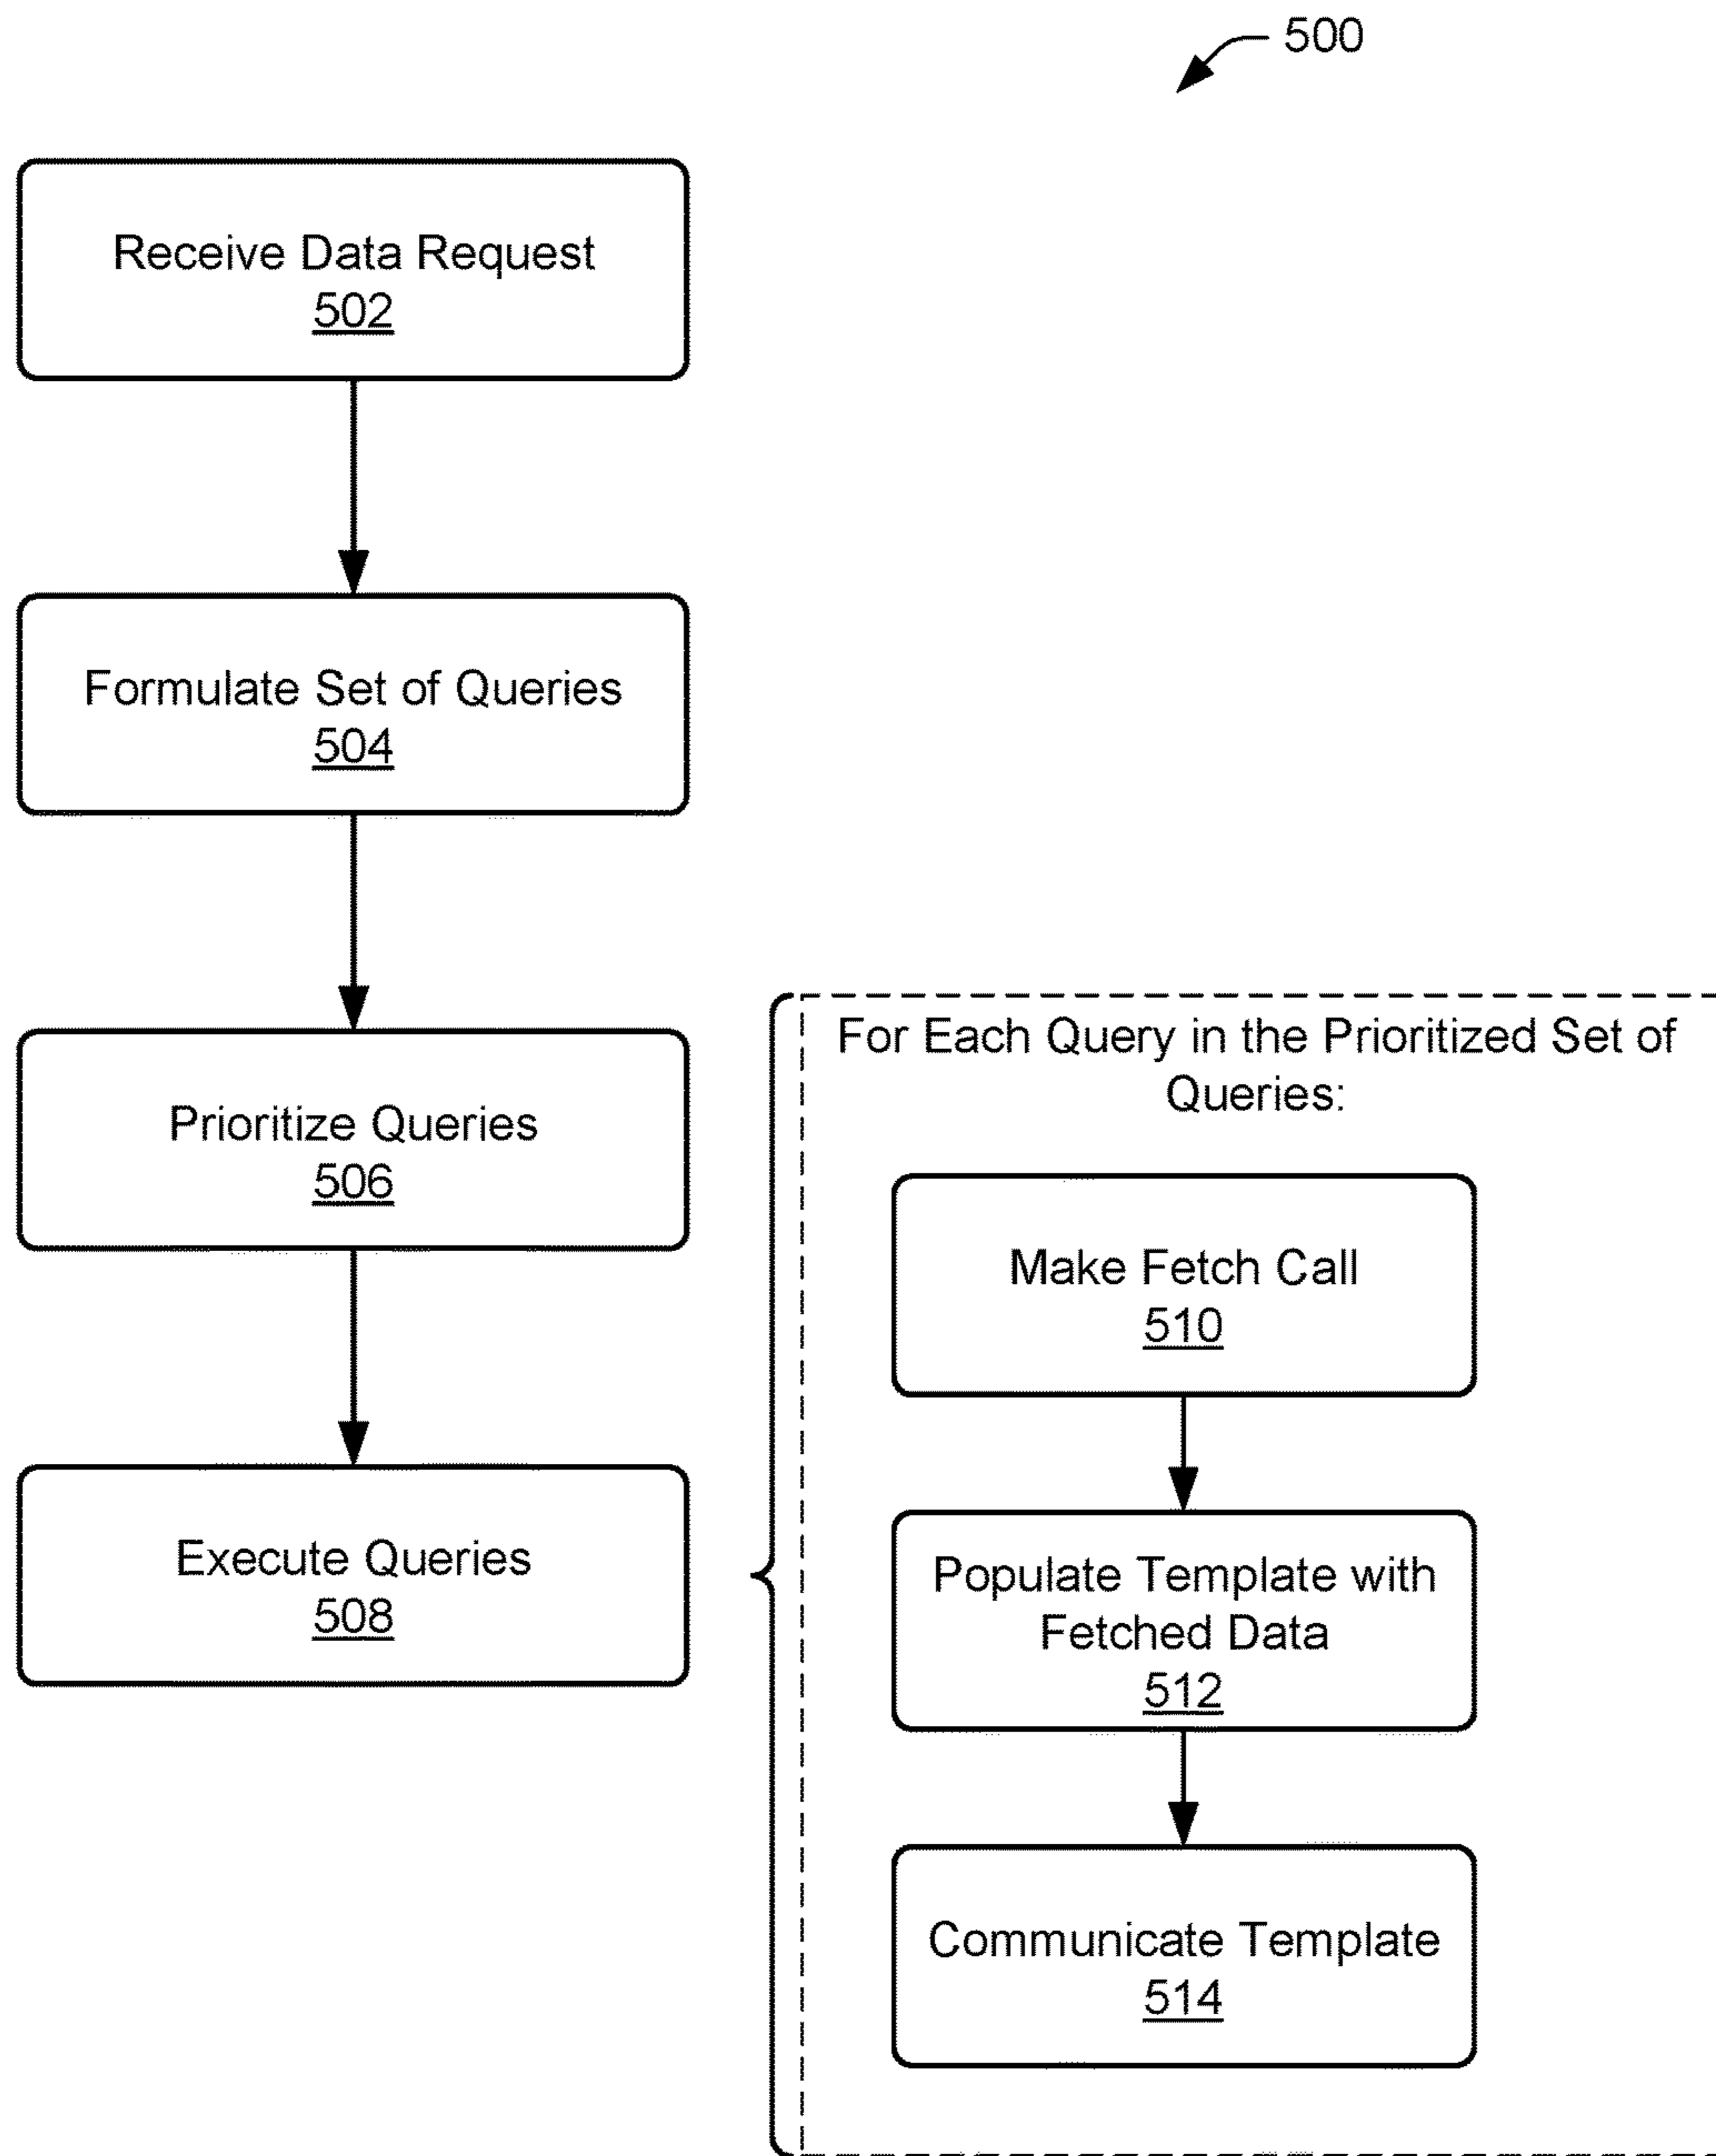 500
Receive Data Request
502
Formulate Set of Queries
504
Prioritize Queries
506
Execute Queries
508
For Each Query in the Prioritized Set of
Queries:
Make Fetch Call
510
Populate Template with
Fetched Data
512
Communicate Template
514